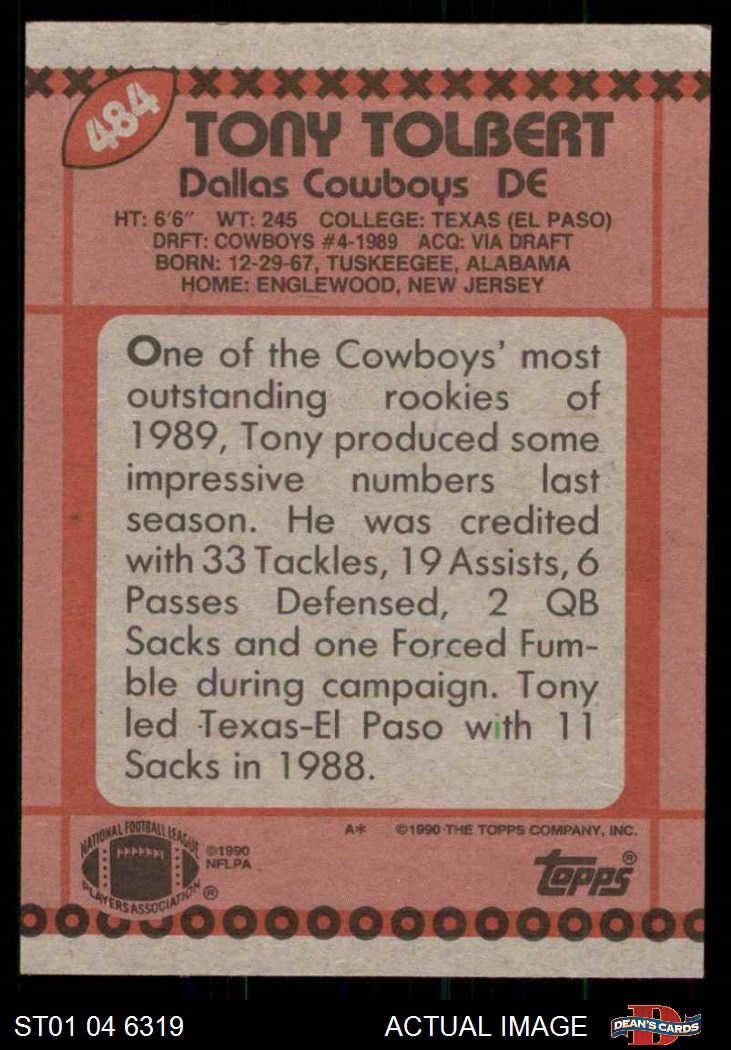 484
TONY TOLBERT
Dallas Cowboys DE
HT: 6'6" WT: 245 COLLEGE: TEXAS (EL PASO)
DRFT: COWBOYS #4-1989 ACQ: VIA DRAFT
BORN: 12-29-67, TUSKEEGEE, ALABAMA
HOME: ENGLEWOOD, NEW JERSEY
One of the Cowboys' most
outstanding rookies of
1989, Tony produced some
impressive numbers last
season. He was credited
with 33 Tackles, 19 Assists, 6
Passes Defensed, 2 QB
Sacks and one Forced Fum-
ble during campaign. Tony
led Texas-El Paso with 11
Sacks in 1988.
A* ©1990 THE TOPPS COMPANY, INC.
NATIONAL FOOTBALL LEAGUE
PLAYERS ASSOCIATION ®
©1990
NFLPA
topps®
ST01 04 6319
ACTUAL IMAGE
D
DEAN'S CARDS